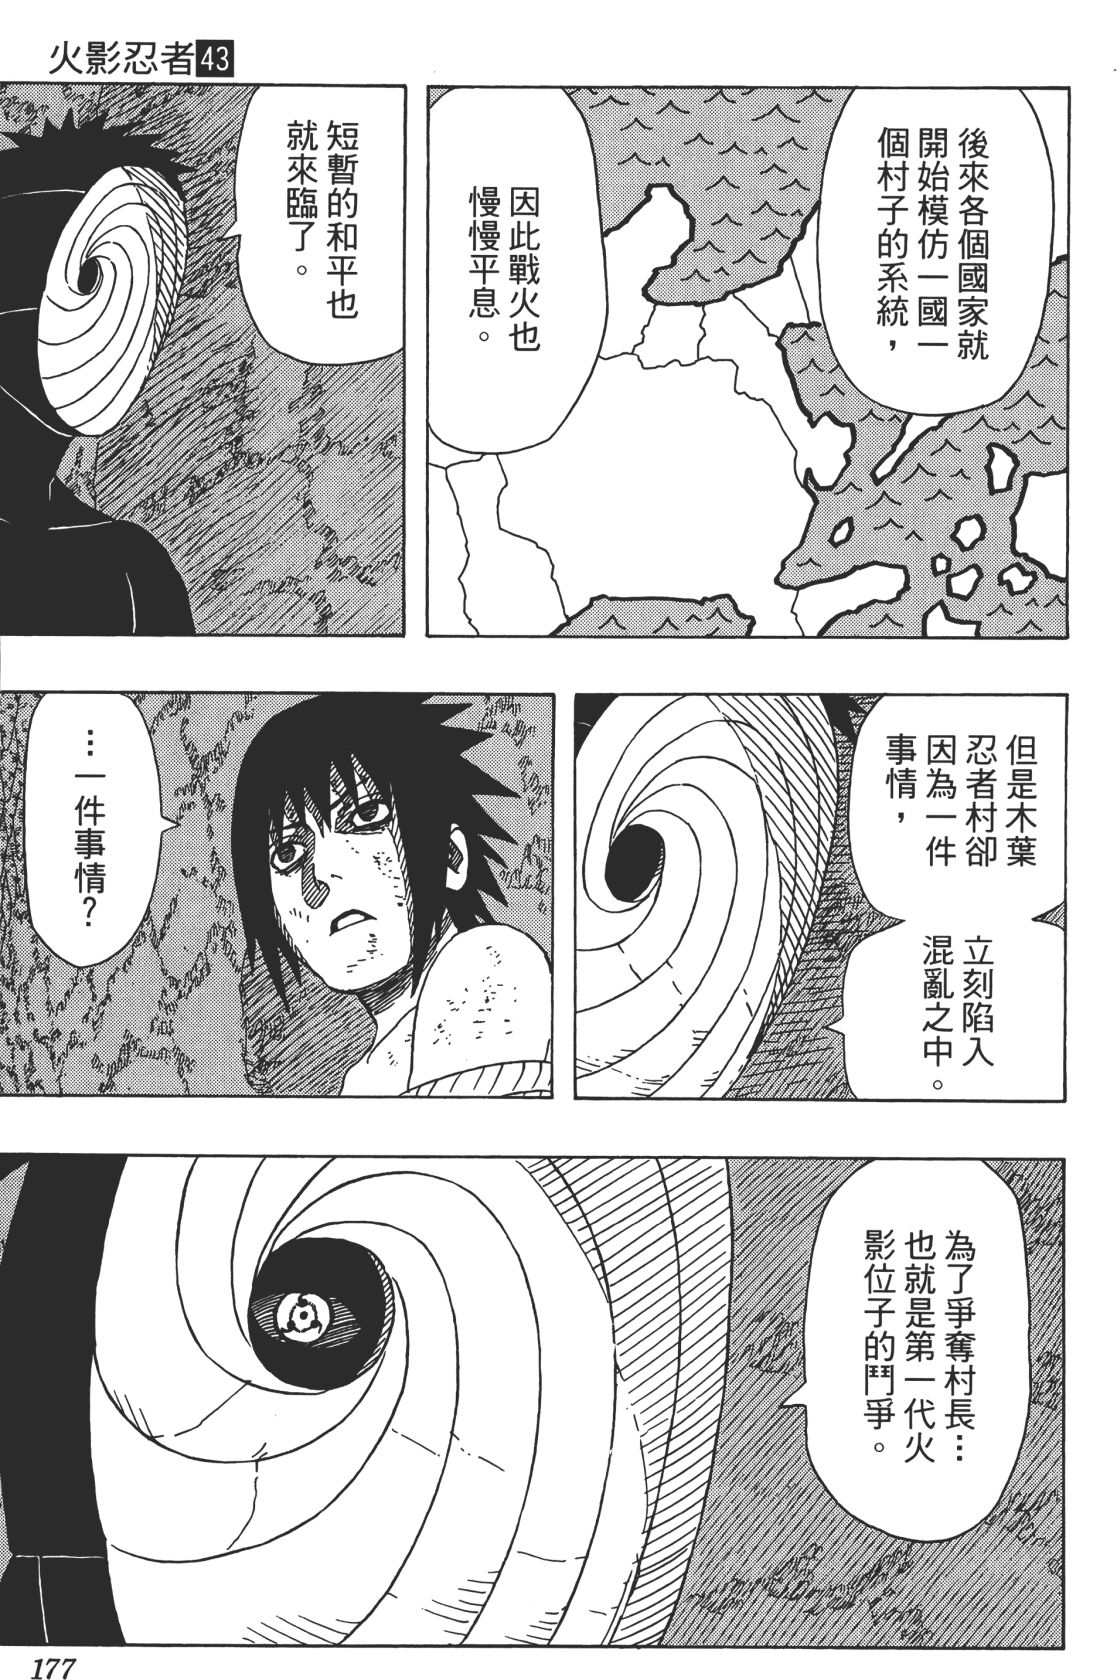 火影忍者43
後來各個國家就
開始模仿一國一
個村子的系統，
因此戰火也
慢慢平息。
短暫的和平也
就來臨了。
但是木葉
忍者村卻
因為一件
事情，
立刻陷入
混亂之中。
…一件事情？
為了爭奪村長…
也就是第一代火
影位子的鬥爭。
177